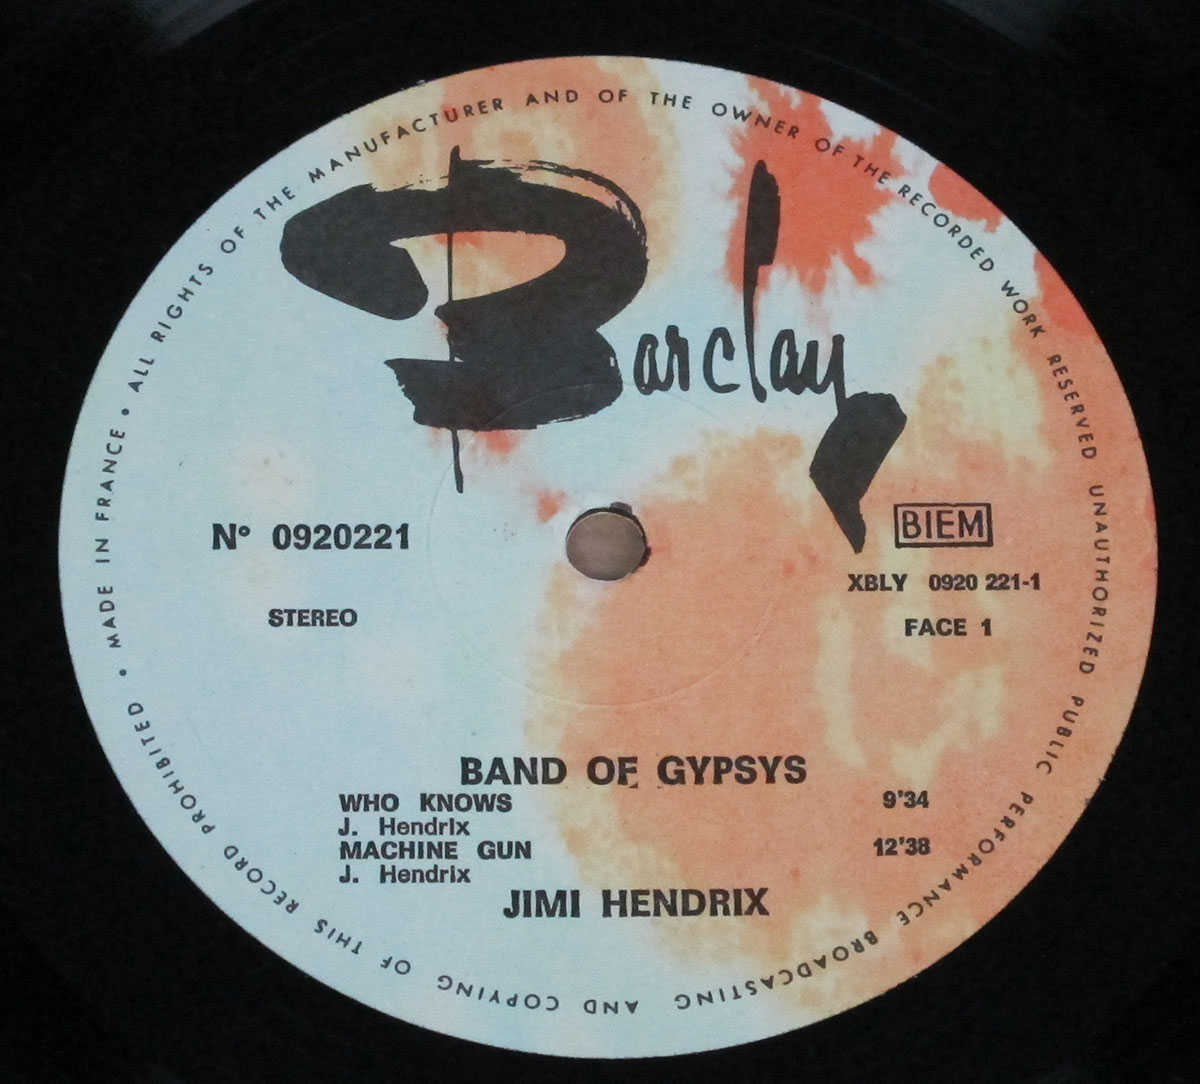 • ALL RIGHTS OF THE MANUFACTURER AND OF THE OWNER OF THE RECORDED WORK RESERVED UNAUTHORIZED PUBLIC PERFORMANCE BROADCASTING AND COPYING OF THIS RECORD PROHIBITED • MADE IN FRANCE
Barclay
N° 0920221
STEREO
BIEM
XBLY 0920 221-1
FACE 1
BAND OF GYPSYS
WHO KNOWS 9'34
J. Hendrix
MACHINE GUN 12'38
J. Hendrix
JIMI HENDRIX